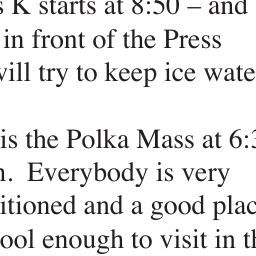 s K starts at 8:50 – and
in front of the Press
will try to keep ice wate
is the Polka Mass at 6:3
n. Everybody is very
itioned and a good plac
ool enough to visit in th